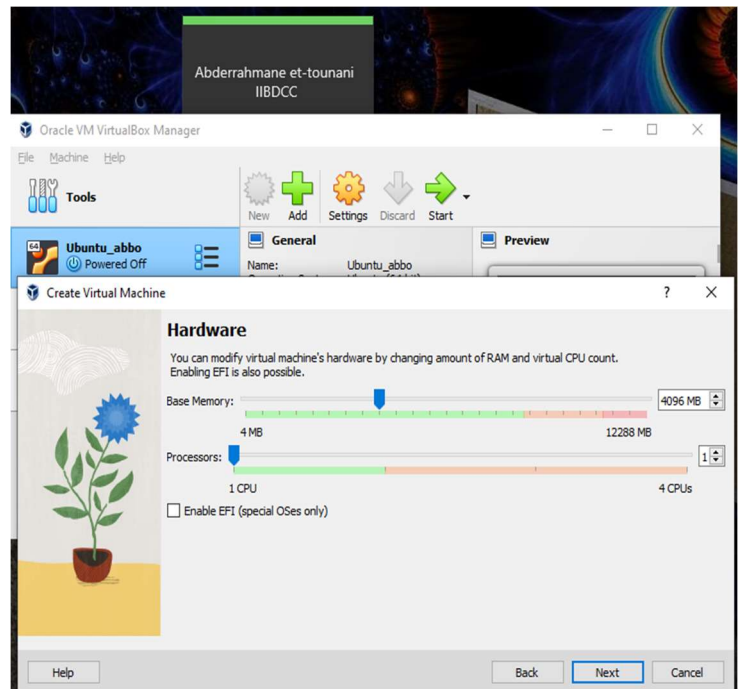 Abderrahmane et-tounani
IIBDCC
Oracle VM VirtualBox Manager
File Machine Help
Tools
New Add Settings Discard Start
64
Ubuntu_abbo
Powered Off
General
Name: Ubuntu_abbo
Preview
Create Virtual Machine
?
Hardware
You can modify virtual machine's hardware by changing amount of RAM and virtual CPU count.
Enabling EFI is also possible.
Base Memory: 4096 MB
4 MB 12288 MB
Processors: 1
1 CPU 4 CPUs
Enable EFI (special OSes only)
Help Back Next Cancel